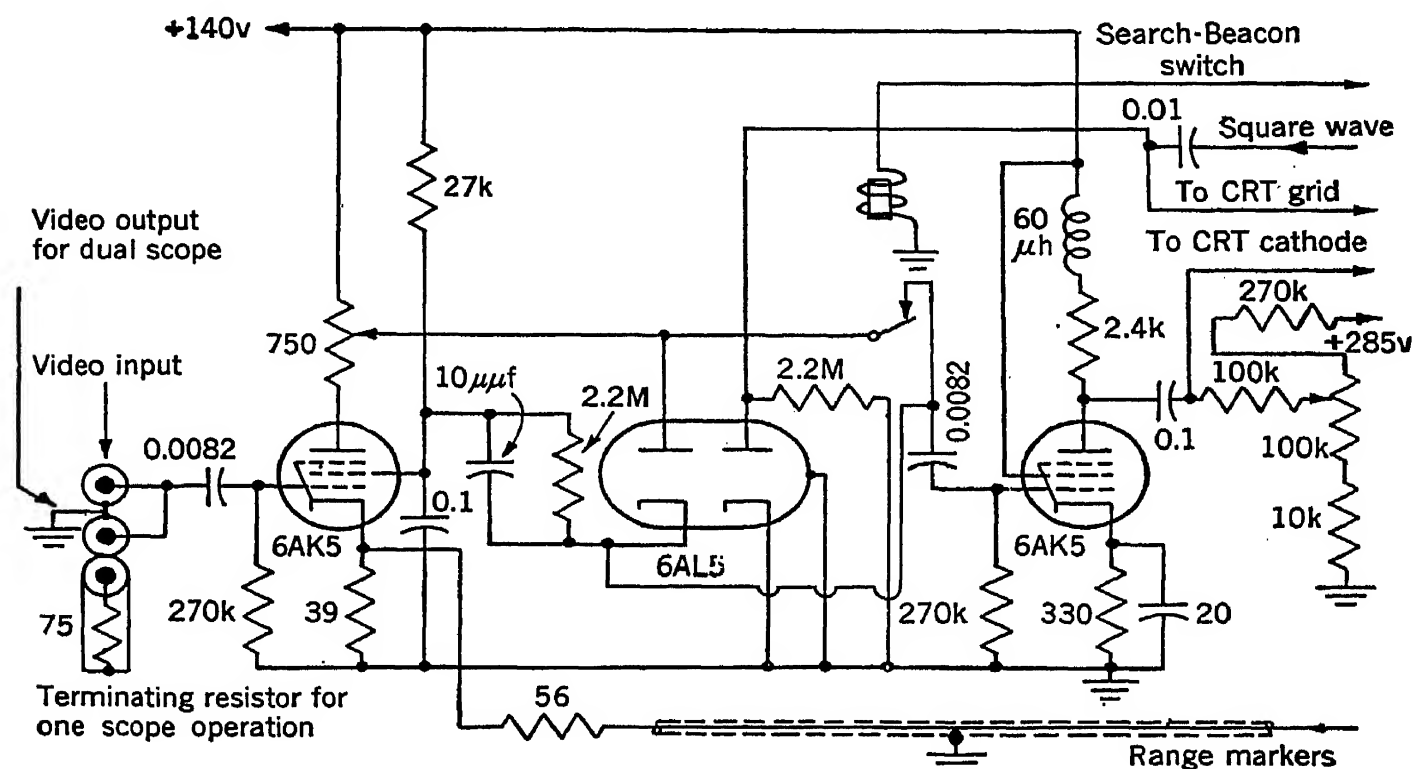 +140v
Search-Beacon
switch
0.01
Square wave
27k
To CRT grid
Video output
for dual scope
60
μh
To CRT cathode
270k
750
2.4k
+285v
Video input
10μμf
2.2M
2.2M
100k
0.0082
0.0082
0.1
100k
0.1
10k
6AK5
6AL5
6AK5
75
270k
39
270k
330
20
Terminating resistor for
one scope operation
56
Range markers